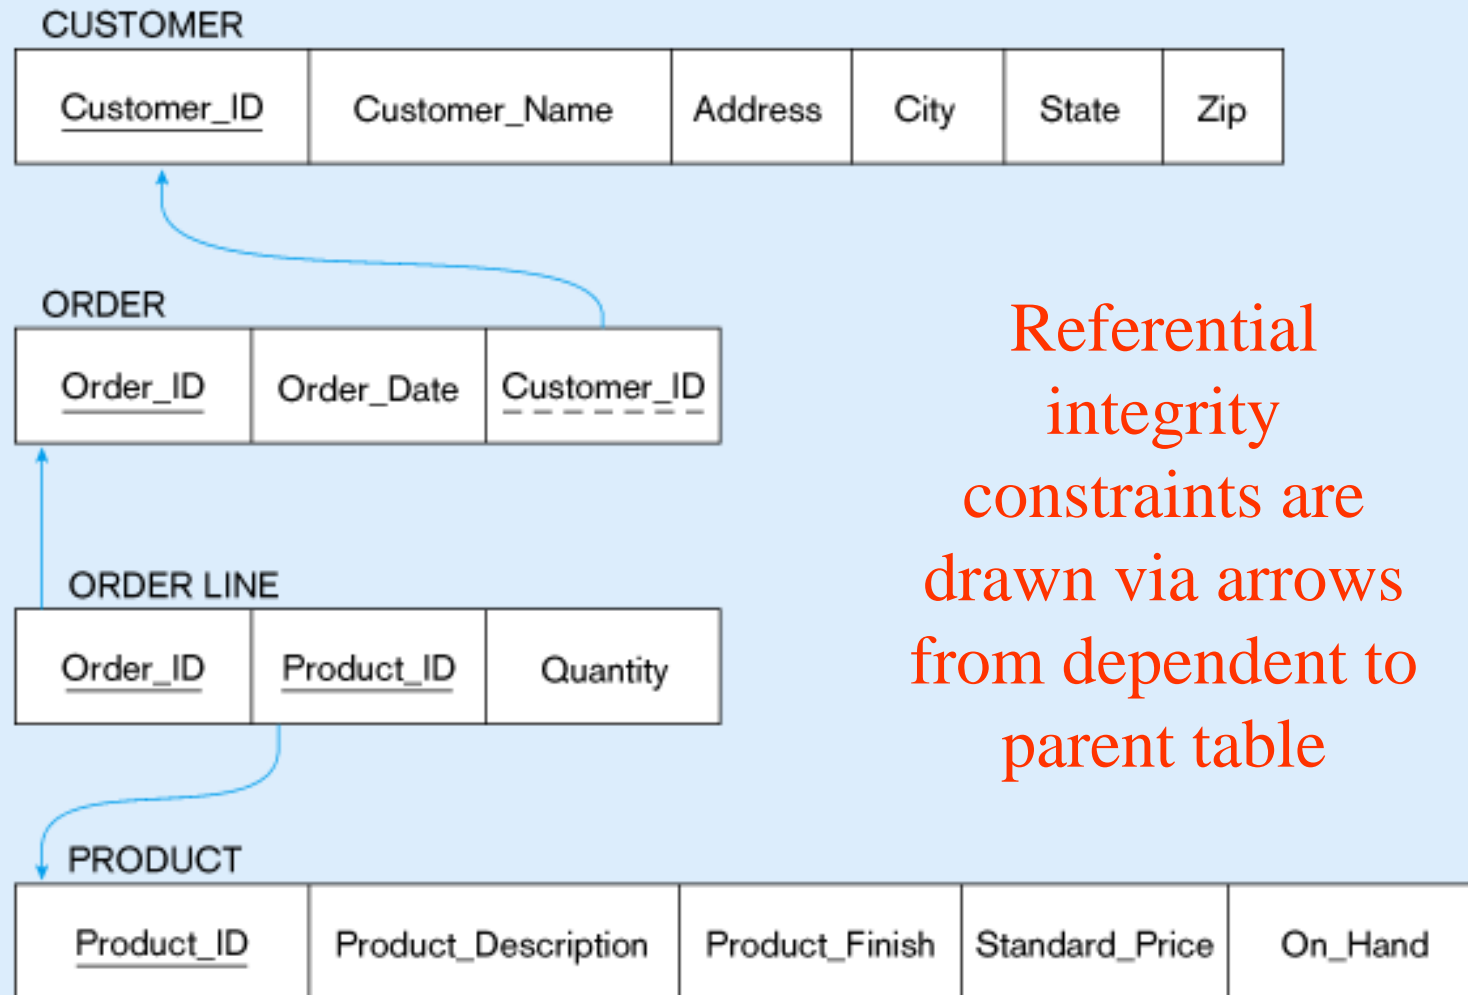 CUSTOMER
Customer_ID Customer_Name Address City State Zip
ORDER
Order_ID Order_Date Customer_ID
Referential
integrity
constraints are
drawn via arrows
from dependent to
parent table
ORDER LINE
Order_ID Product_ID Quantity
PRODUCT
Product_ID Product_Description Product_Finish Standard_Price On_Hand